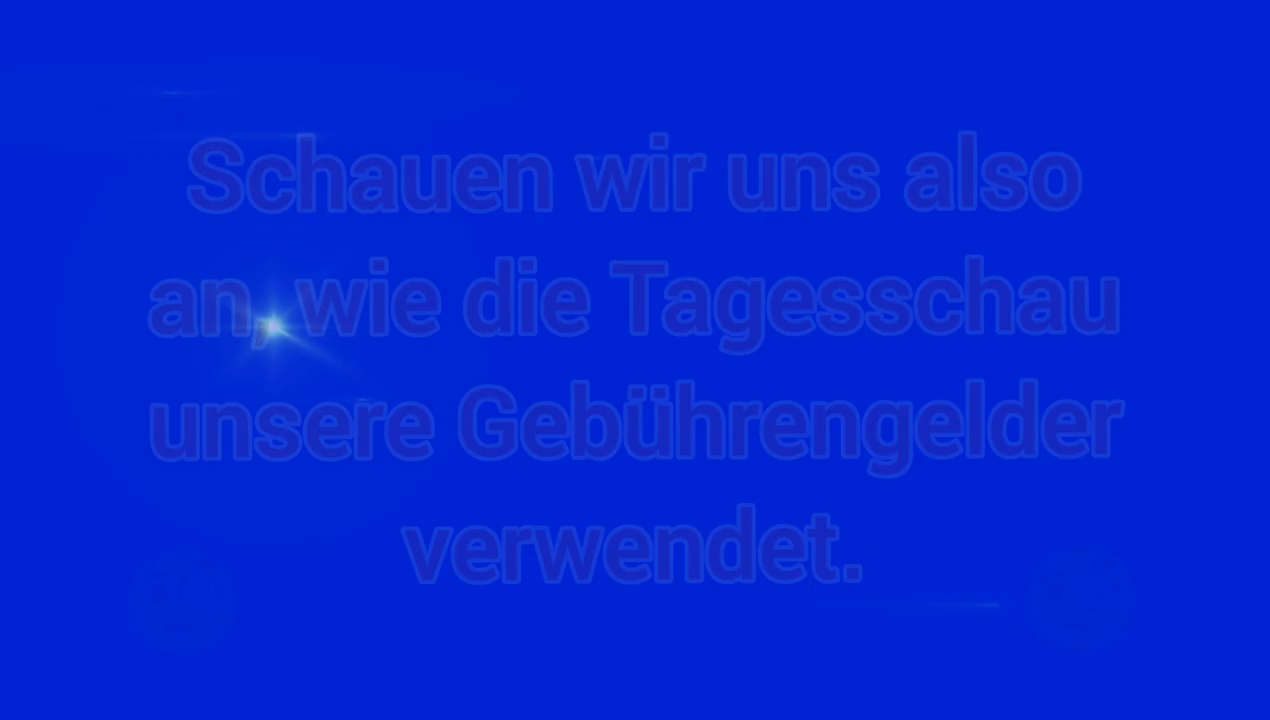 Schauen wir uns also
an, wie die Tagesschau
unsere Gebührengelder
verwendet.